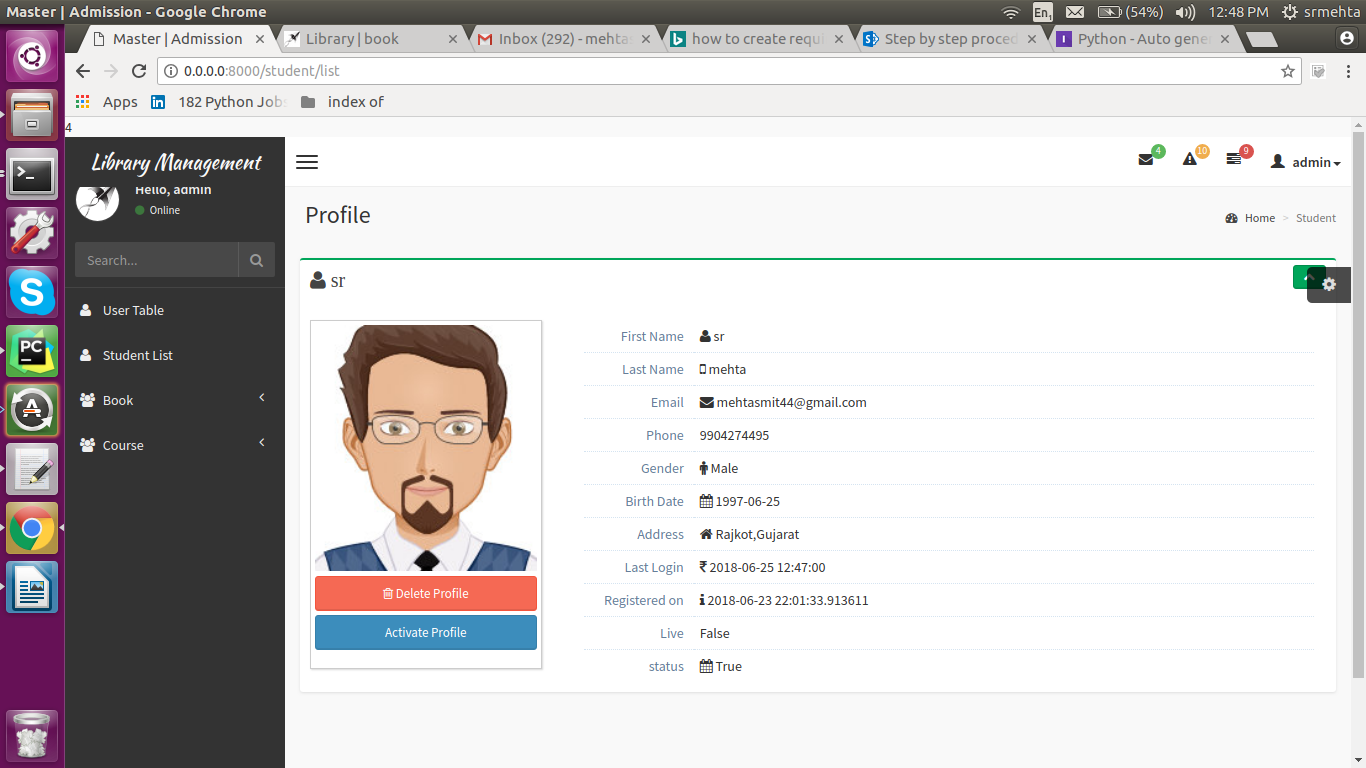 Master | Admission - Google Chrome
En1 (54%) 12:48 PM srmehta
Master | Admission × Library | book × Inbox (292) - mehta × how to create requi × Step by step proced × Python - Auto gene ×
0.0.0.0:8000/student/list
Apps 182 Python Jobs index of
4
Library Management
4 10 9 admin
Hello, admin
Online
Profile
Home > Student
Search...
User Table
Student List
Book
Course
sr
First Name sr
Last Name mehta
Email mehtasmit44@gmail.com
Phone 9904274495
Gender Male
Birth Date 1997-06-25
Address Rajkot,Gujarat
Last Login ₹ 2018-06-25 12:47:00
Registered on 2018-06-23 22:01:33.913611
Live False
status True
Delete Profile
Activate Profile